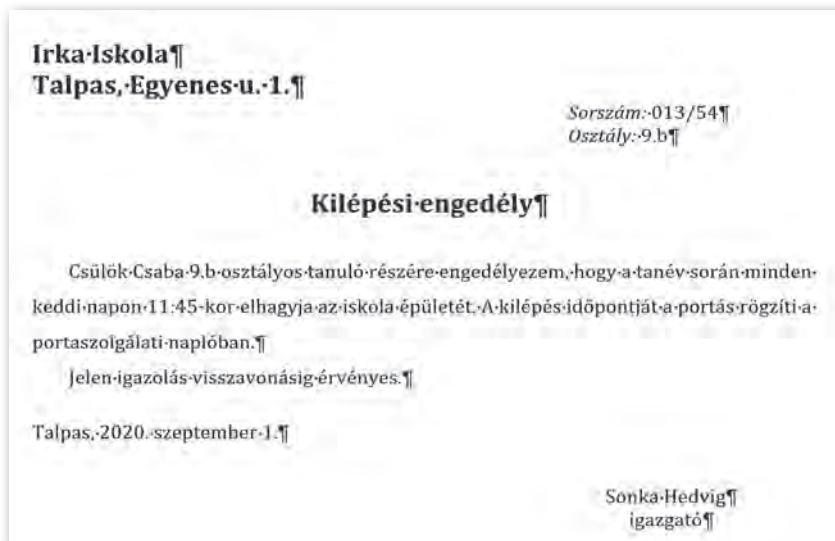 Irka·Iskola¶
Talpas,·Egyenes·u.·1.¶
Sorszám:·013/54¶
Osztály:·9.b¶
Kilépési·engedély¶
Csülök·Csaba·9.b·osztályos·tanuló·részére·engedélyezem,·hogy·a·tanév·során·minden·
keddi·napon·11:45-kor·elhagyja·az·iskola·épületét.·A·kilépés·időpontját·a·portás·rögzíti·a·
portaszolgálati·naplóban.¶
Jelen·igazolás·visszavonásig·érvényes.¶
Talpas,·2020.·szeptember·1.¶
Sonka·Hedvig¶
igazgató¶